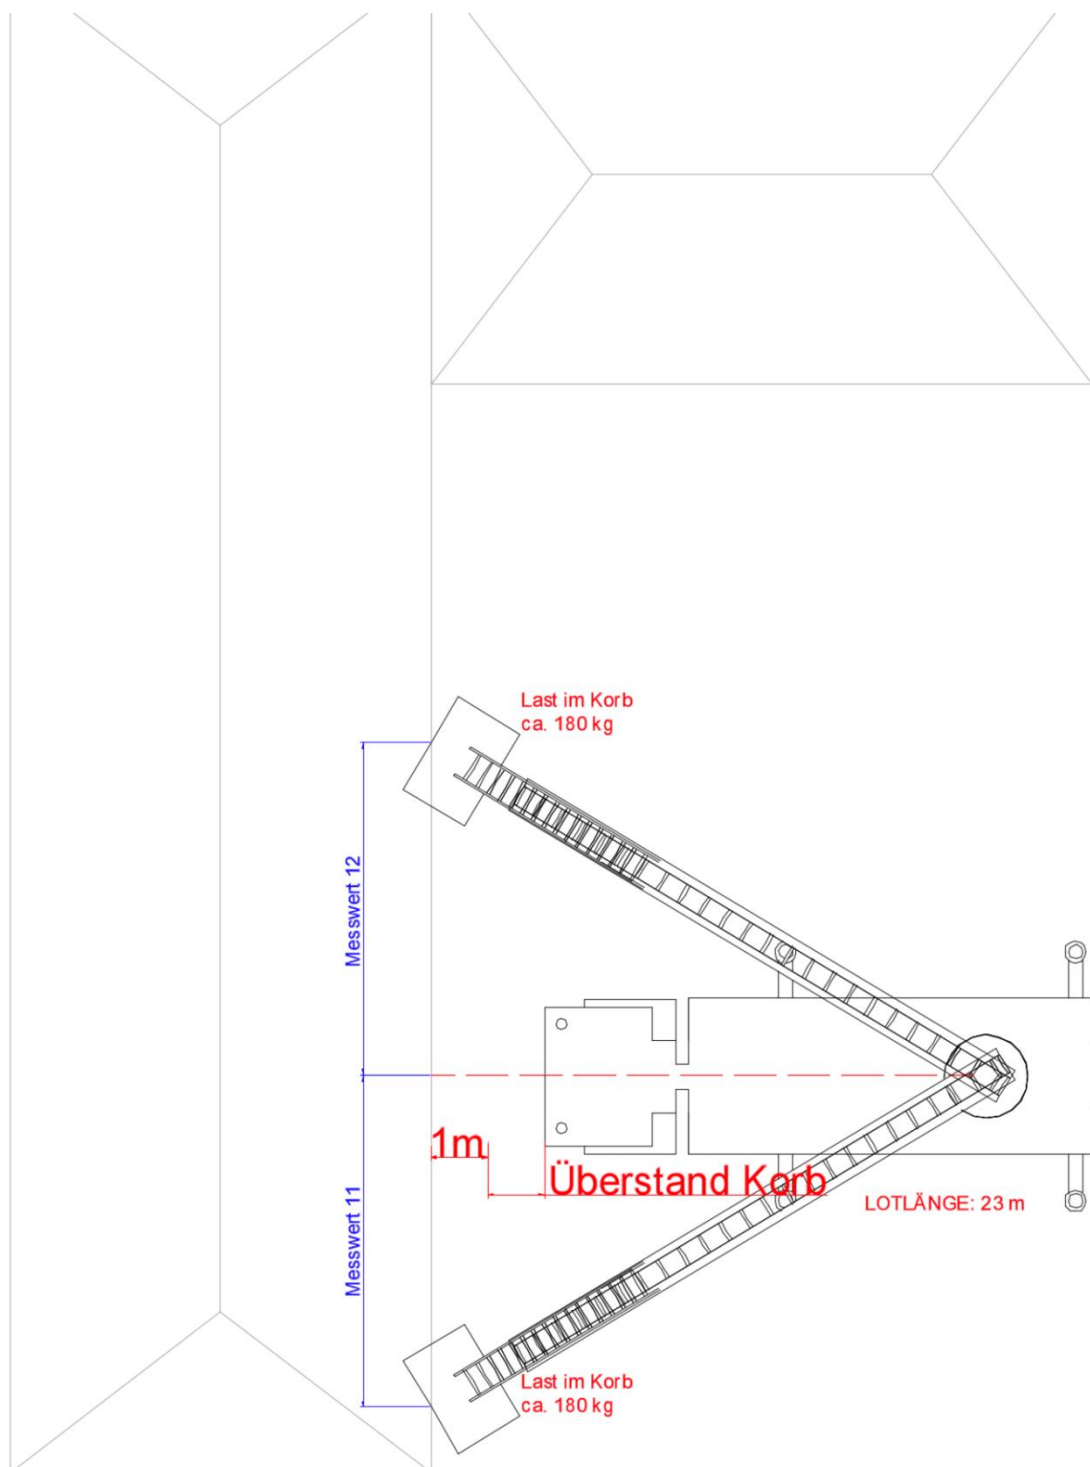 Last im Korb
ca. 180 kg
Messwert 12
1m
Überstand Korb
LOTLÄNGE: 23 m
Messwert 11
Last im Korb
ca. 180 kg